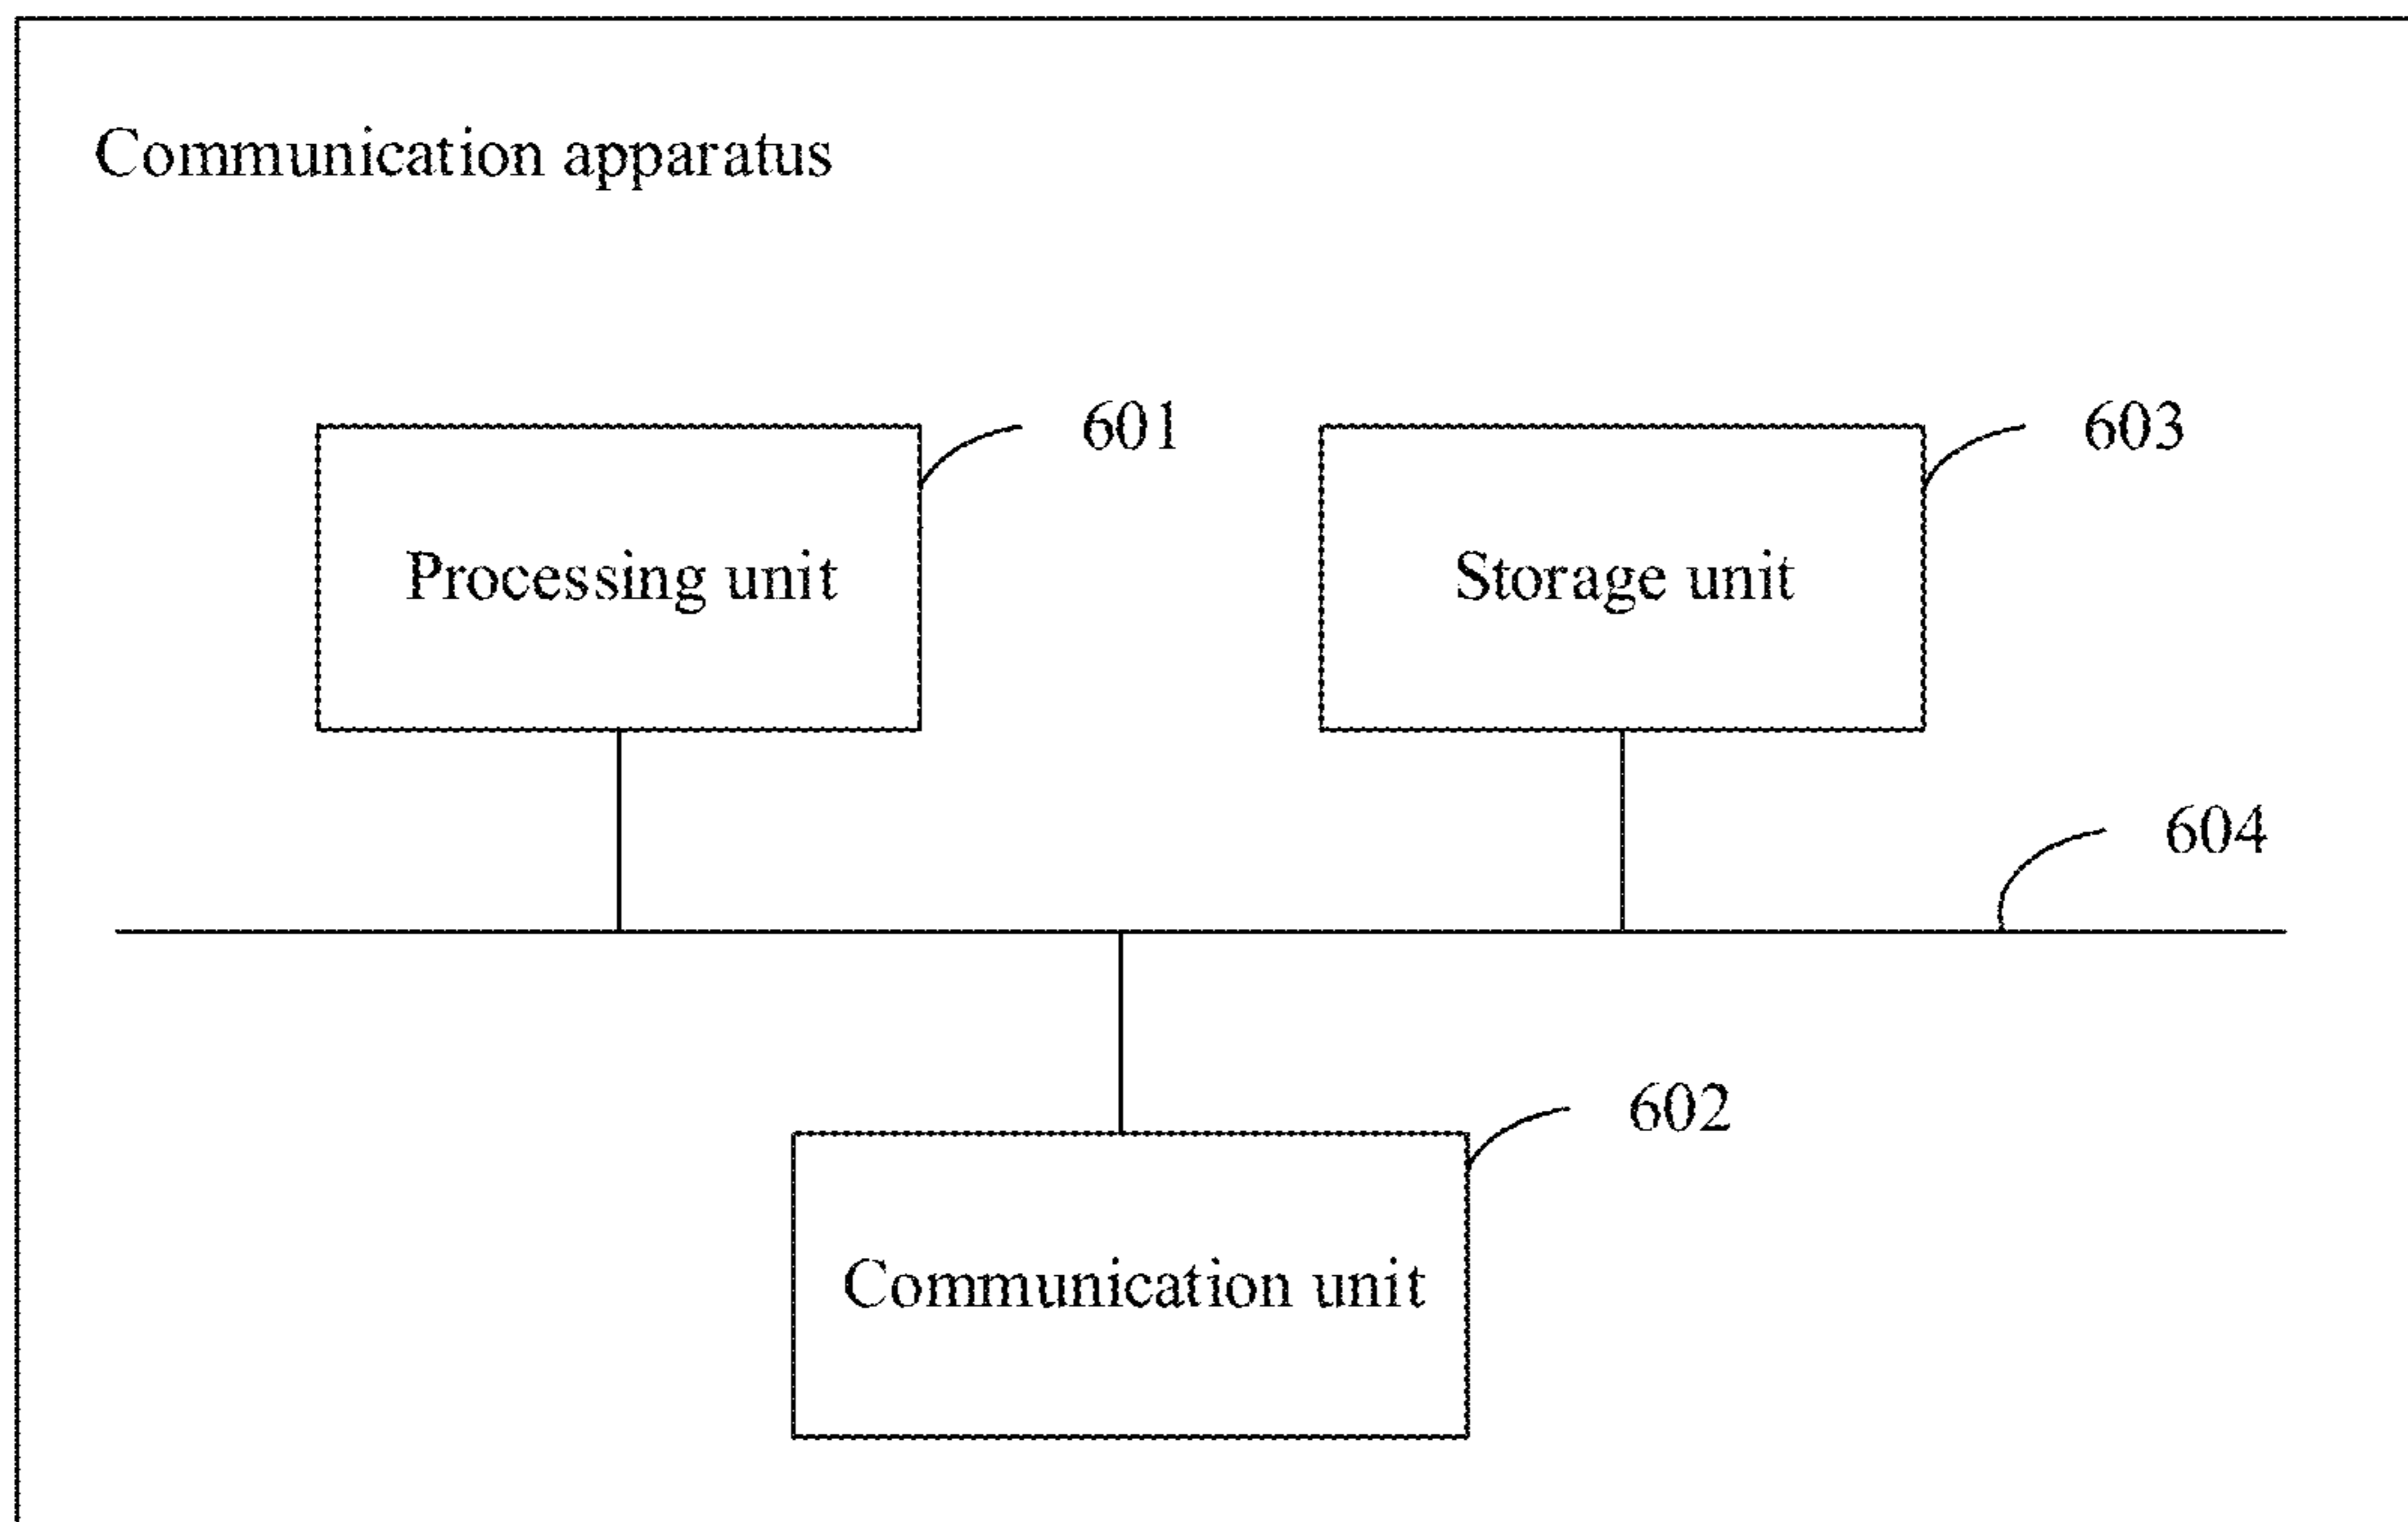 Communication apparatus
601
603
Processing unit
Storage unit
604
602
Communication unit